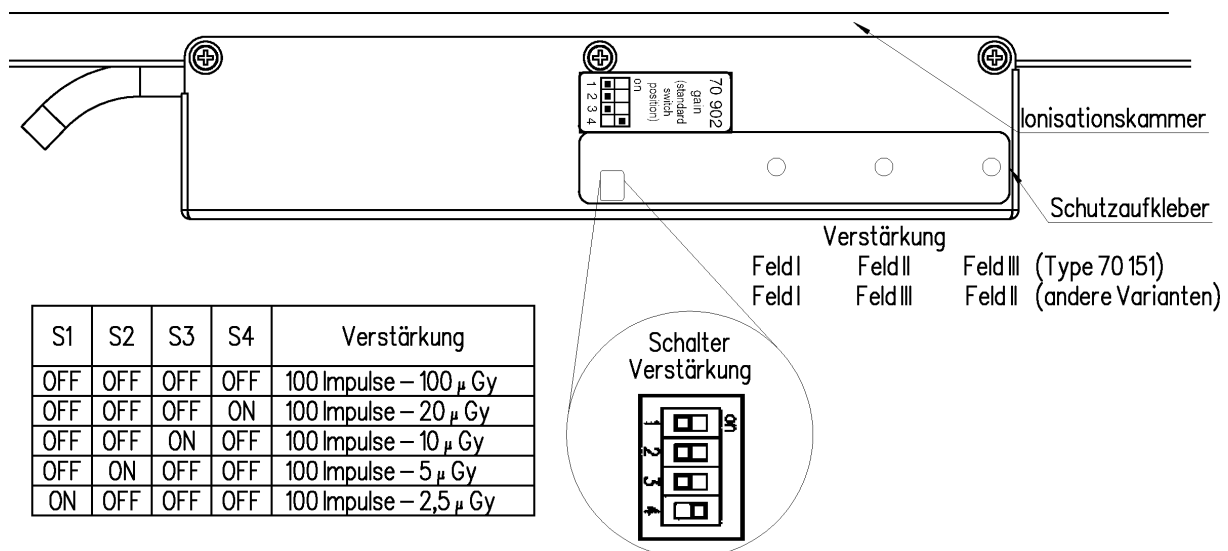 70 902
gain
(standard
switch
position)
on
1 2 3 4
Ionisationskammer
Schutzaufkleber
Verstärkung
Feld I Feld II Feld III (Type 70 151)
Feld I Feld III Feld II (andere Varianten)
S1 S2 S3 S4 Verstärkung
OFF OFF OFF OFF 100 Impulse – 100 µ Gy
OFF OFF OFF ON 100 Impulse – 20 µ Gy
OFF OFF ON OFF 100 Impulse – 10 µ Gy
OFF ON OFF OFF 100 Impulse – 5 µ Gy
ON OFF OFF OFF 100 Impulse – 2,5 µ Gy
Schalter
Verstärkung
1 on
2
3
4